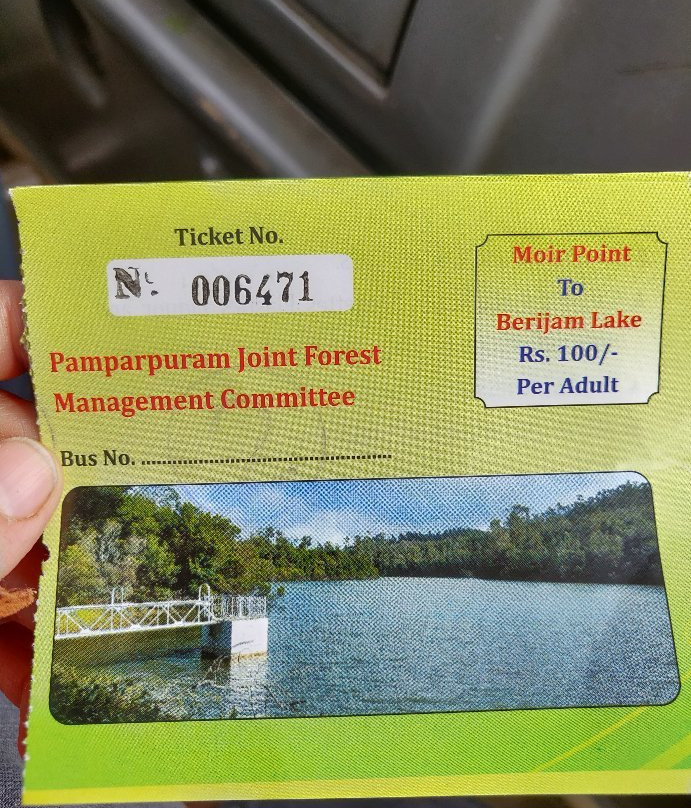 Ticket No.
Nº 006471
Pamparpuram Joint Forest
Management Committee
Bus No. ....................................................
Moir Point
To
Berijam Lake
Rs. 100/-
Per Adult